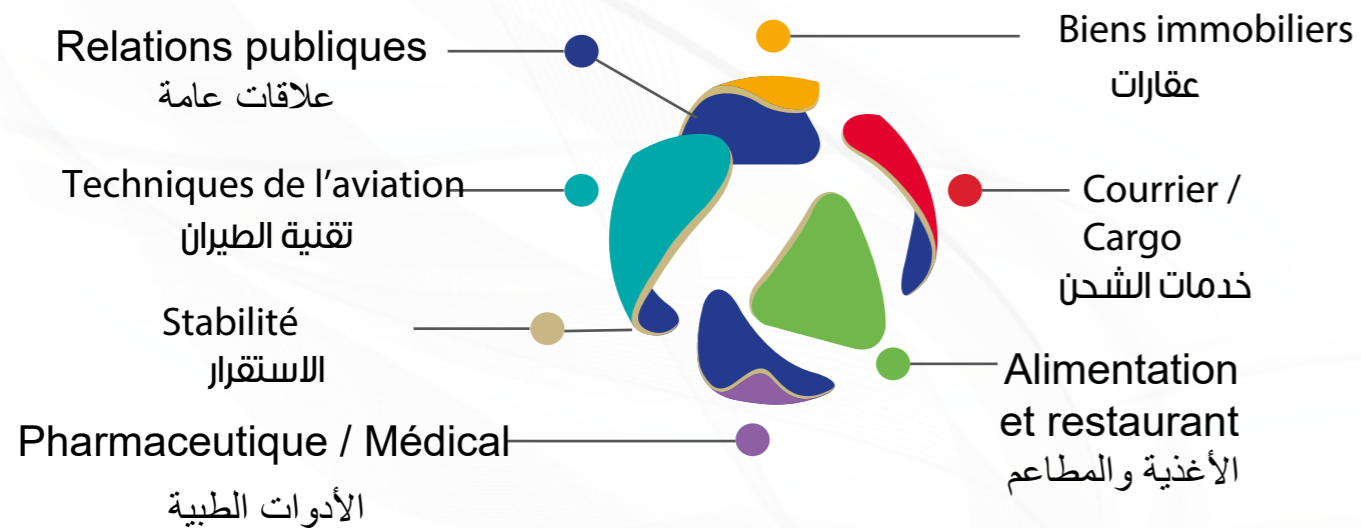 Relations publiques
علاقات عامة
Techniques de l’aviation
تقنية الطيران
Stabilité
الاستقرار
Pharmaceutique / Médical
الأدوات الطبية
Biens immobiliers
عقارات
Courrier /
Cargo
خدمات الشحن
Alimentation
et restaurant
الأغذية والمطاعم